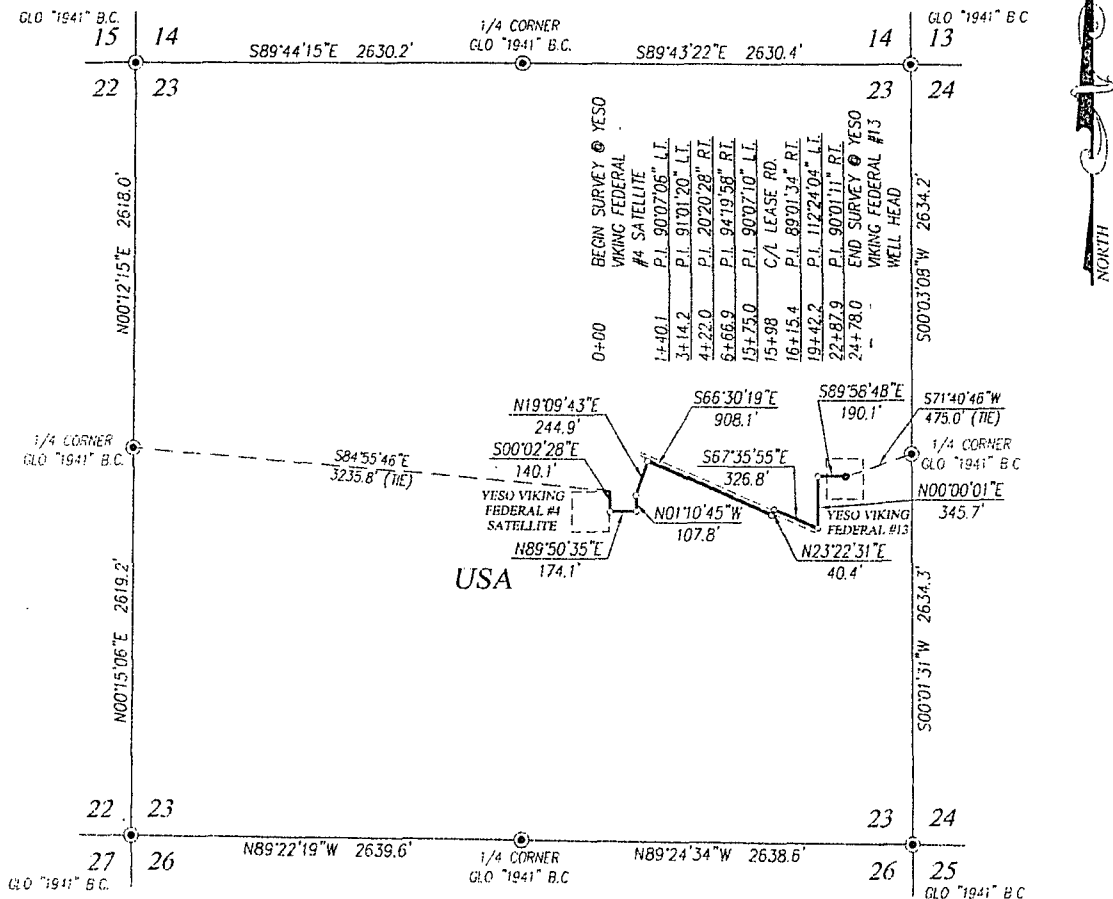 GLO "1941" B.C.
15 14
22 23
S89°44'15"E 2630.2'
1/4 CORNER
GLO "1941" B.C.
S89°43'22"E 2630.4'
GLO "1941" B C
14 13
23 24
NORTH
N00°12'15"E 2618.0'
0+00 BEGIN SURVEY @ YESO
VIKING FEDERAL
#4 SATELLITE
1+40.1 P.I. 90°07'06" LT.
3+14.2 P.I. 91°01'20" LT.
4+22.0 P.I. 20°20'28" RT.
6+66.9 P.I. 94°19'58" RT.
15+75.0 P.I. 90°07'10" LT.
15+98 C/L LEASE RD.
16+15.4 P.I. 89°01'34" RT.
19+42.2 P.I. 112°24'04" LT.
22+87.9 P.I. 90°01'11" RT.
24+78.0 END SURVEY @ YESO
VIKING FEDERAL #13
WELL HEAD
S00°03'08"W 2634.2'
N19°09'43"E
244.9'
S66°30'19"E
908.1'
S89°58'48"E
190.1'
S71°40'46"W
475.0' (TIE)
1/4 CORNER
GLO "1941" B.C.
S84°55'46"E
3235.8' (TIE)
S00°02'28"E
140.1'
S67°35'55"E
326.8'
1/4 CORNER
GLO "1941" B.C
YESO VIKING
FEDERAL #4
SATELLITE
N01°10'45"W
107.8'
YESO VIKING
FEDERAL #13
N00°00'01"E
345.7'
N89°50'35"E
174.1'
N23°22'31"E
40.4'
USA
N00°15'06"E 2619.2'
S00°01'31"W 2634.3'
22 23
27 26
GLO "1941" B.C.
N89°22'19"W 2639.6'
1/4 CORNER
GLO "1941" B.C
N89°24'34"W 2638.6'
23 24
26 25
GLO "1941" B.C